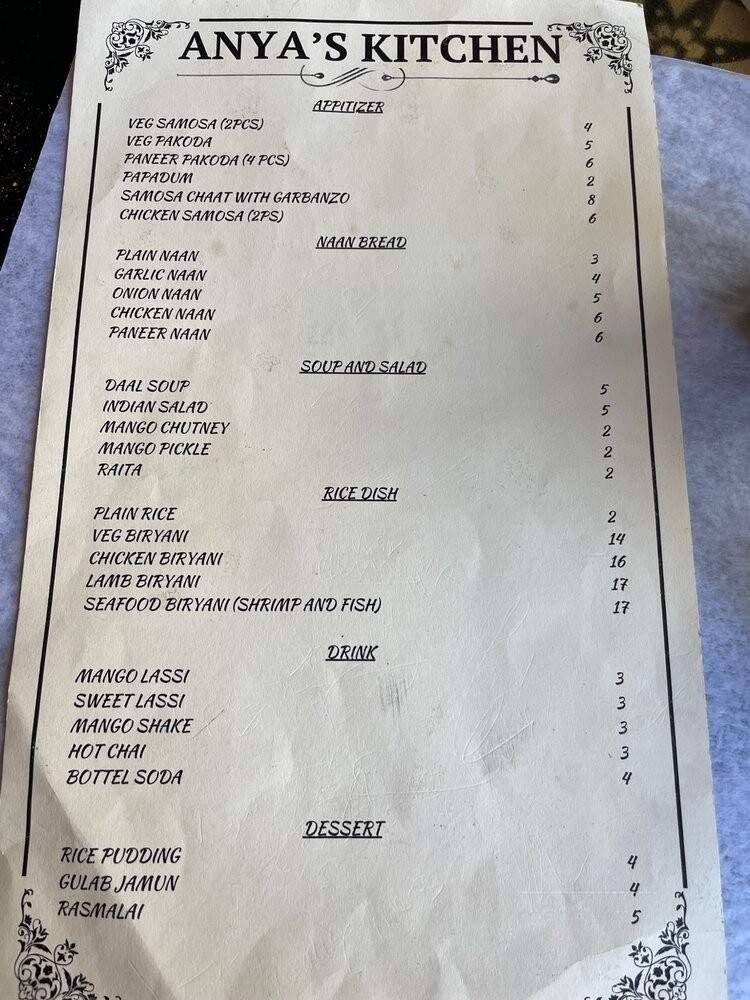 ANYA'S KITCHEN
APPITIZER
VEG SAMOSA (2PCS) 4
VEG PAKODA 5
PANEER PAKODA (4 PCS) 6
PAPADUM 2
SAMOSA CHAAT WITH GARBANZO 8
CHICKEN SAMOSA (2PS) 6
NAAN BREAD
PLAIN NAAN 3
GARLIC NAAN 4
ONION NAAN 5
CHICKEN NAAN 6
PANEER NAAN 6
SOUP AND SALAD
DAAL SOUP 5
INDIAN SALAD 5
MANGO CHUTNEY 2
MANGO PICKLE 2
RAITA 2
RICE DISH
PLAIN RICE 2
VEG BIRYANI 14
CHICKEN BIRYANI 16
LAMB BIRYANI 17
SEAFOOD BIRYANI (SHRIMP AND FISH) 17
DRINK
MANGO LASSI 3
SWEET LASSI 3
MANGO SHAKE 3
HOT CHAI 3
BOTTEL SODA 4
DESSERT
RICE PUDDING 4
GULAB JAMUN 4
RASMALAI 5